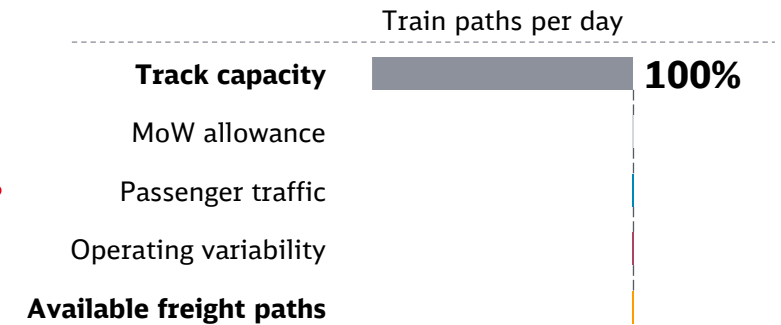 Train paths per day
Track capacity 100%
MoW allowance
Passenger traffic
Operating variability
Available freight paths